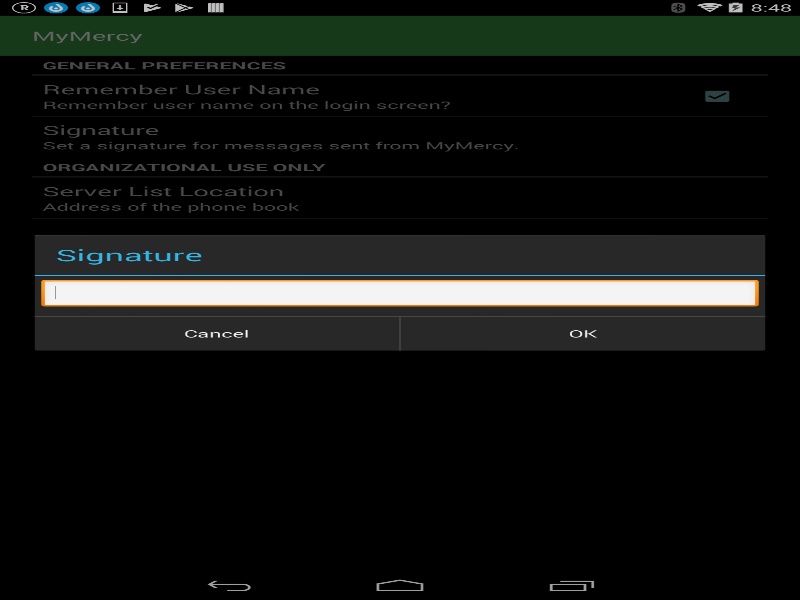 R 8:48
MyMercy
GENERAL PREFERENCES
Remember User Name
Remember user name on the login screen?
Signature
Set a signature for messages sent from MyMercy.
ORGANIZATIONAL USE ONLY
Server List Location
Address of the phone book
Signature
Cancel OK